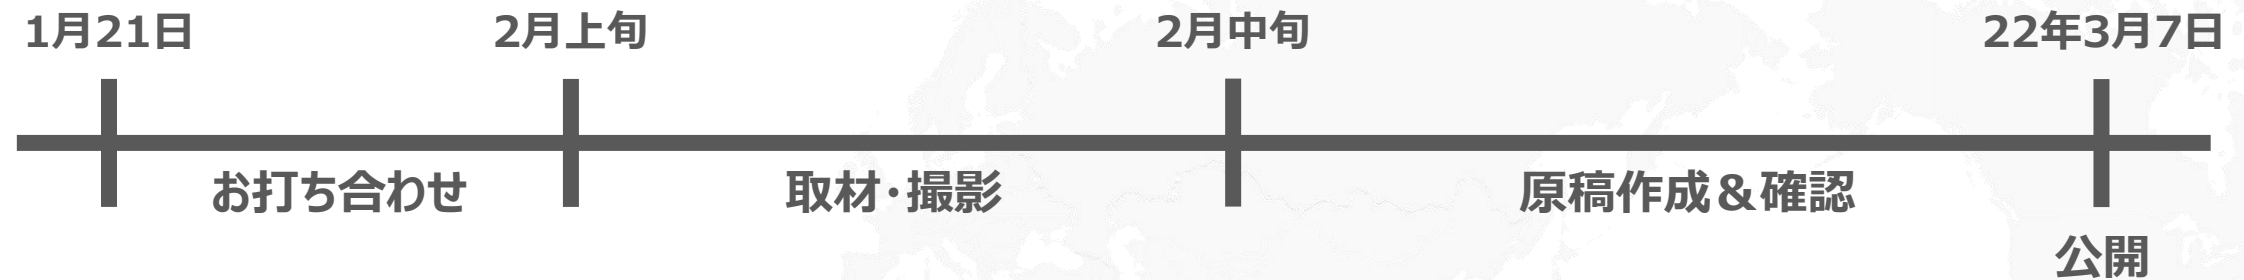 1月21日 2月上旬 2月中旬 22年3月7日
お打ち合わせ 取材・撮影 原稿作成＆確認
公開